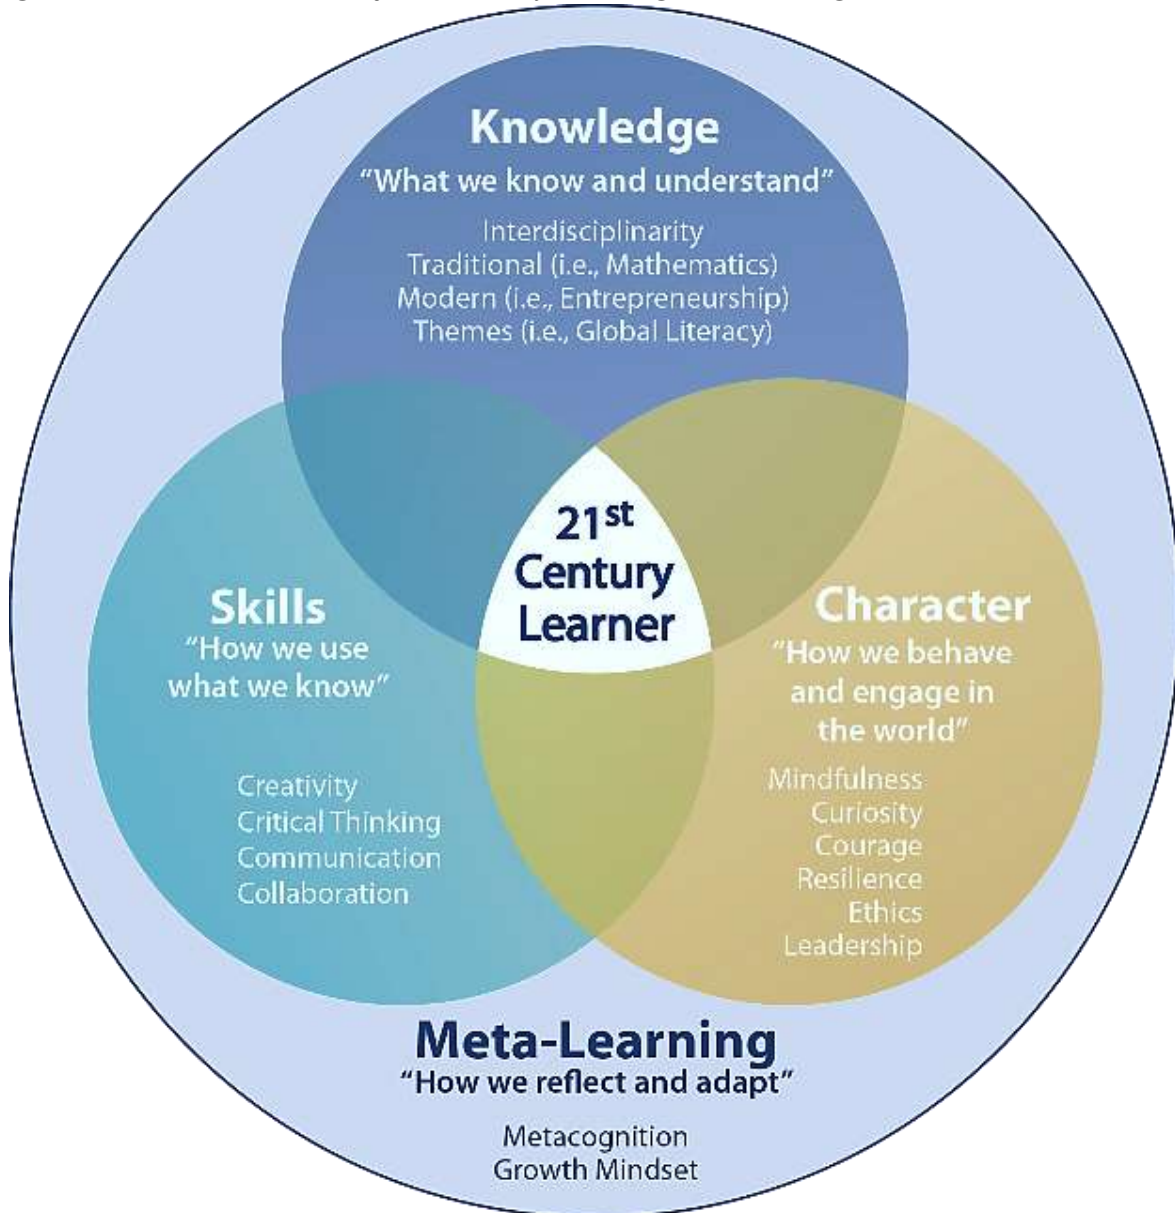 Knowledge
“What we know and understand”
Interdisciplinarity
Traditional (i.e., Mathematics)
Modern (i.e., Entrepreneurship)
Themes (i.e., Global Literacy)
21st
Century
Learner
Skills
“How we use
what we know”
Creativity
Critical Thinking
Communication
Collaboration
Character
“How we behave
and engage in
the world”
Mindfulness
Curiosity
Courage
Resilience
Ethics
Leadership
Meta-Learning
“How we reflect and adapt”
Metacognition
Growth Mindset